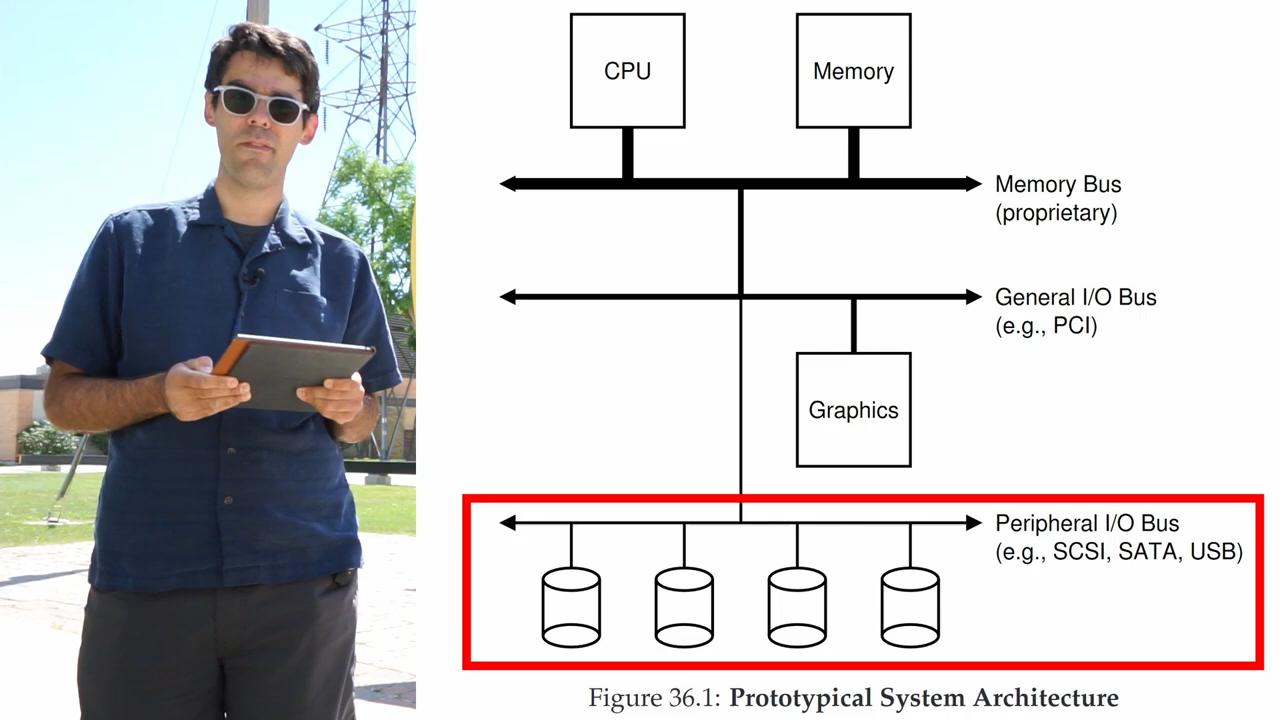 CPU
Memory
Memory Bus
(proprietary)
General I/O Bus
(e.g., PCI)
Graphics
Peripheral I/O Bus
(e.g., SCSI, SATA, USB)
Figure 36.1: Prototypical System Architecture